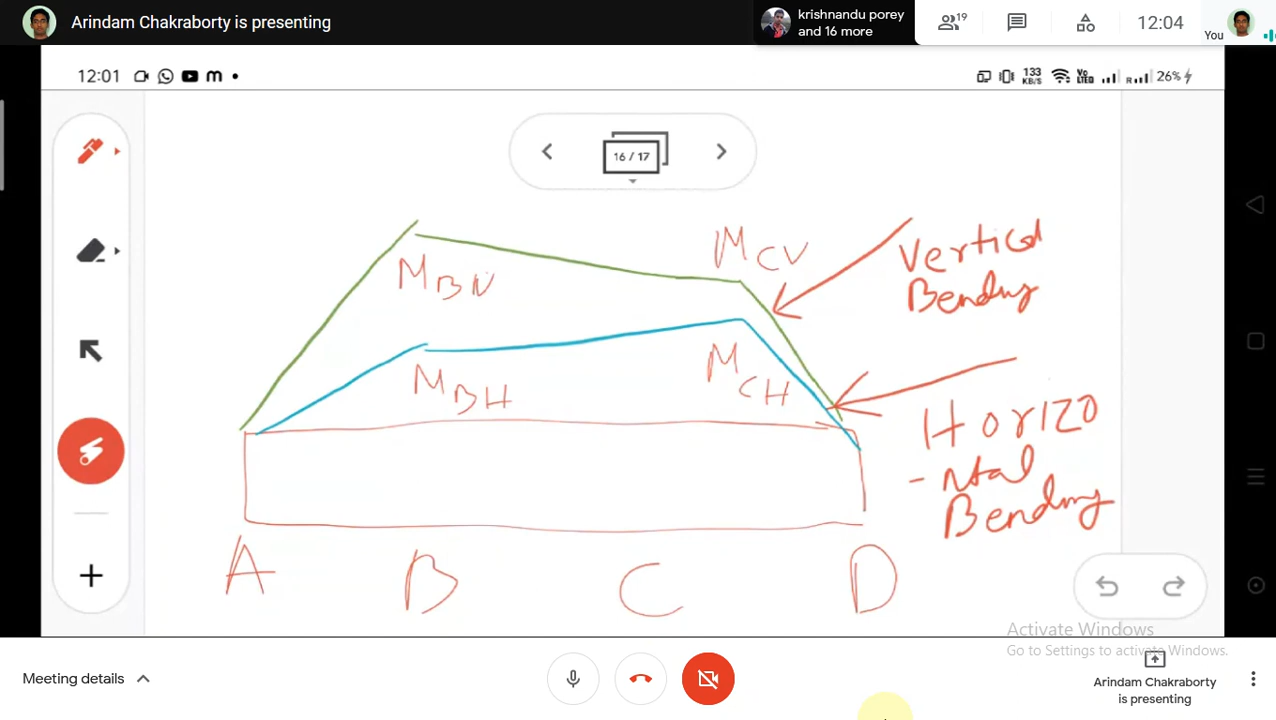 Arindam Chakraborty is presenting
krishnandu porey
and 16 more
19
12:04
You
12:01
m
133
KB/S
Vo
LTED
R
26%
16 / 17
MBV
MCV
Vertical
Bending
MBH
MCH
Horizo
-ntal
Bending
A
B
C
D
Activate Windows
Go to Settings to activate Windows.
Meeting details
Arindam Chakraborty
is presenting